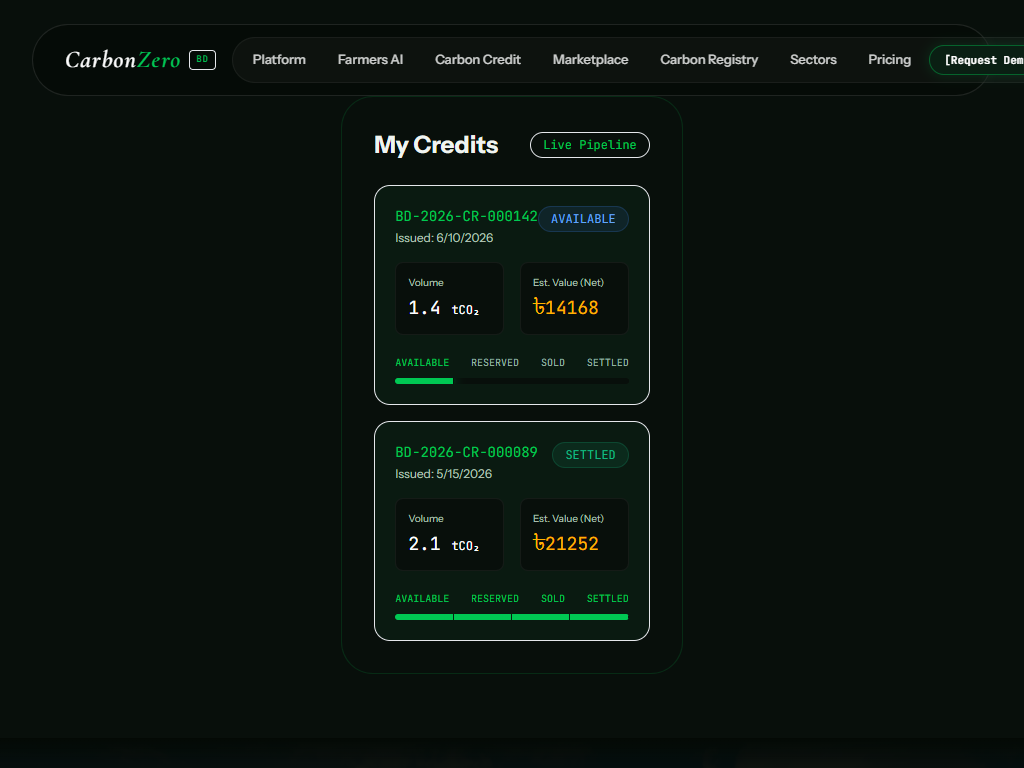 CarbonZero BD Platform Farmers AI Carbon Credit Marketplace Carbon Registry Sectors Pricing [Request Dem
My Credits Live Pipeline
BD-2026-CR-000142 AVAILABLE
Issued: 6/10/2026
Volume Est. Value (Net)
1.4 tCO₂ ৳14168
AVAILABLE RESERVED SOLD SETTLED
BD-2026-CR-000089 SETTLED
Issued: 5/15/2026
Volume Est. Value (Net)
2.1 tCO₂ ৳21252
AVAILABLE RESERVED SOLD SETTLED